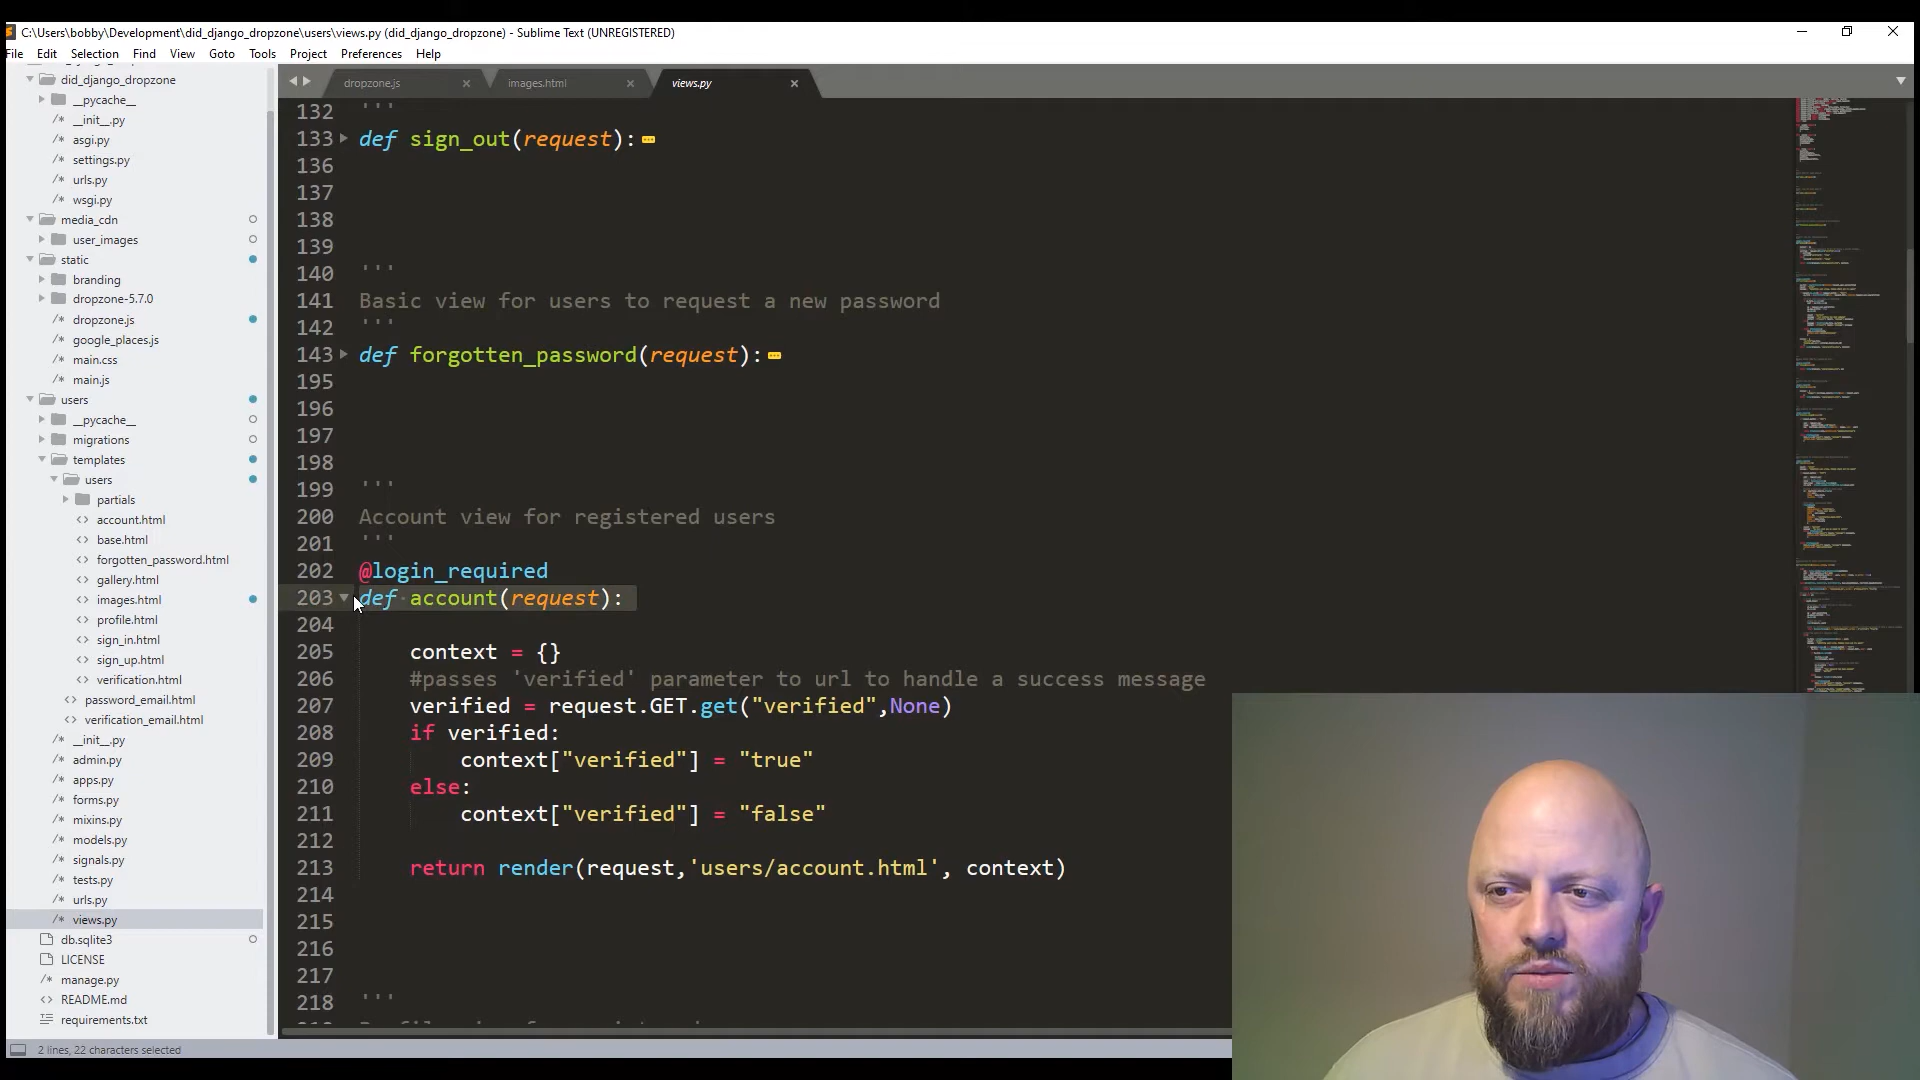 C:\Users\bobby\Development\did_django_dropzone\users\views.py (did_django_dropzone) - Sublime Text (UNREGISTERED)
File Edit Selection Find View Goto Tools Project Preferences Help
did_django_dropzone
__pycache__
__init__.py
asgi.py
settings.py
urls.py
wsgi.py
media_cdn
user_images
static
branding
dropzone-5.7.0
dropzone.js
google_places.js
main.css
main.js
users
__pycache__
migrations
templates
users
partials
account.html
base.html
forgotten_password.html
gallery.html
images.html
profile.html
sign_in.html
sign_up.html
verification.html
password_email.html
verification_email.html
__init__.py
admin.py
apps.py
forms.py
mixins.py
models.py
signals.py
tests.py
urls.py
views.py
db.sqlite3
LICENSE
manage.py
README.md
requirements.txt
dropzone.js images.html views.py
132 '''
133 def sign_out(request):
136
137
138
139
140 '''
141 Basic view for users to request a new password
142 '''
143 def forgotten_password(request):
195
196
197
198
199 '''
200 Account view for registered users
201 '''
202 @login_required
203 def account(request):
204
205 context = {}
206 #passes 'verified' parameter to url to handle a success message
207 verified = request.GET.get("verified",None)
208 if verified:
209 context["verified"] = "true"
210 else:
211 context["verified"] = "false"
212
213 return render(request,'users/account.html', context)
214
215
216
217
218 '''
2 lines, 22 characters selected